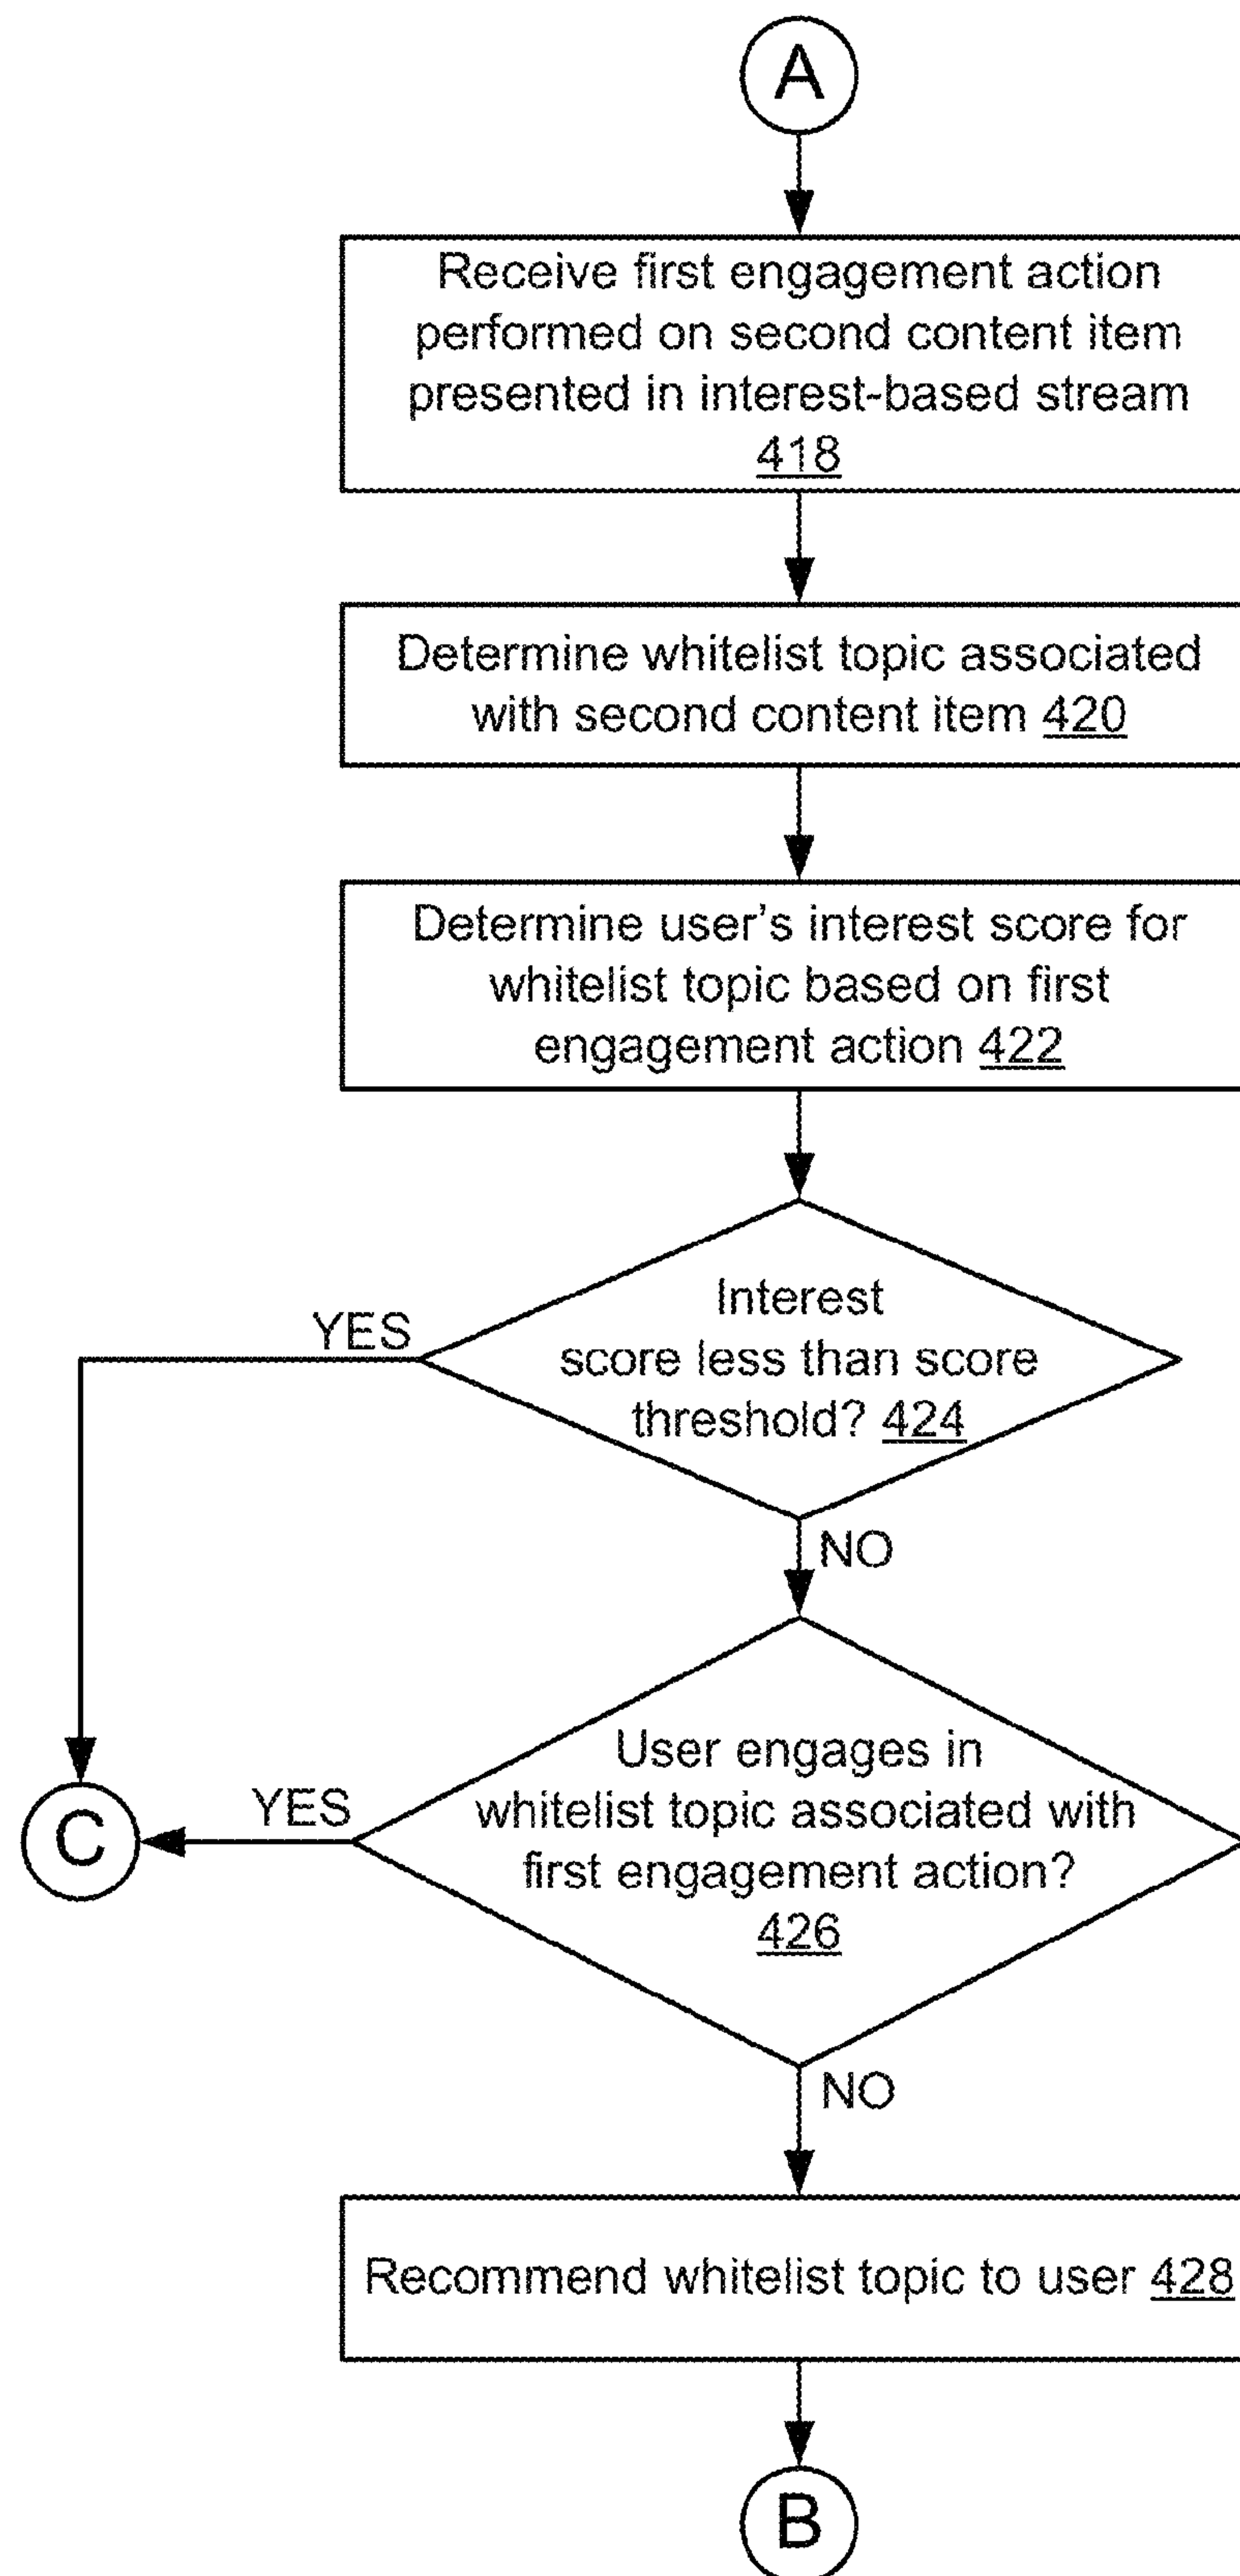 A
Receive first engagement action
performed on second content item
presented in interest-based stream
418
Determine whitelist topic associated
with second content item 420
Determine user's interest score for
whitelist topic based on first
engagement action 422
Interest
score less than score
threshold? 424
YES
NO
User engages in
whitelist topic associated with
first engagement action?
426
YES
C
NO
Recommend whitelist topic to user 428
B